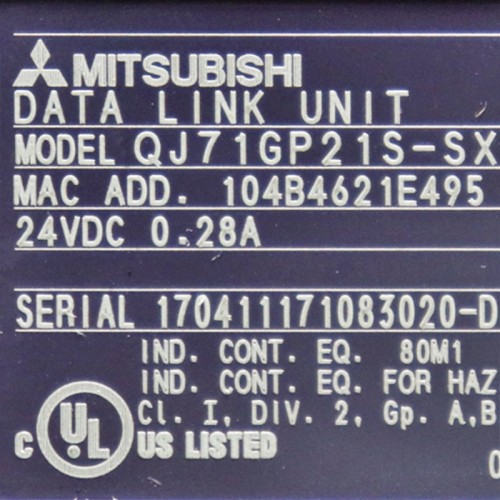 MITSUBISHI
DATA LINK UNIT
MODEL QJ71GP21S-SX
MAC ADD. 104B4621E495
24VDC 0.28A
SERIAL 170411171083020-D
IND. CONT. EQ. 80M1
IND. CONT. EQ. FOR HAZ
Cl. I, DIV. 2, Gp. A,B
C UL US LISTED
0